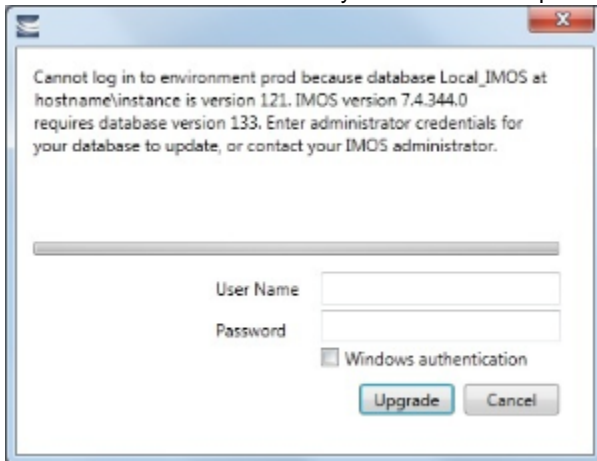 Cannot log in to environment prod because database Local_IMOS at
hostname\instance is version 121. IMOS version 7.4.344.0
requires database version 133. Enter administrator credentials for
your database to update, or contact your IMOS administrator.
User Name
Password
Windows authentication
Upgrade Cancel